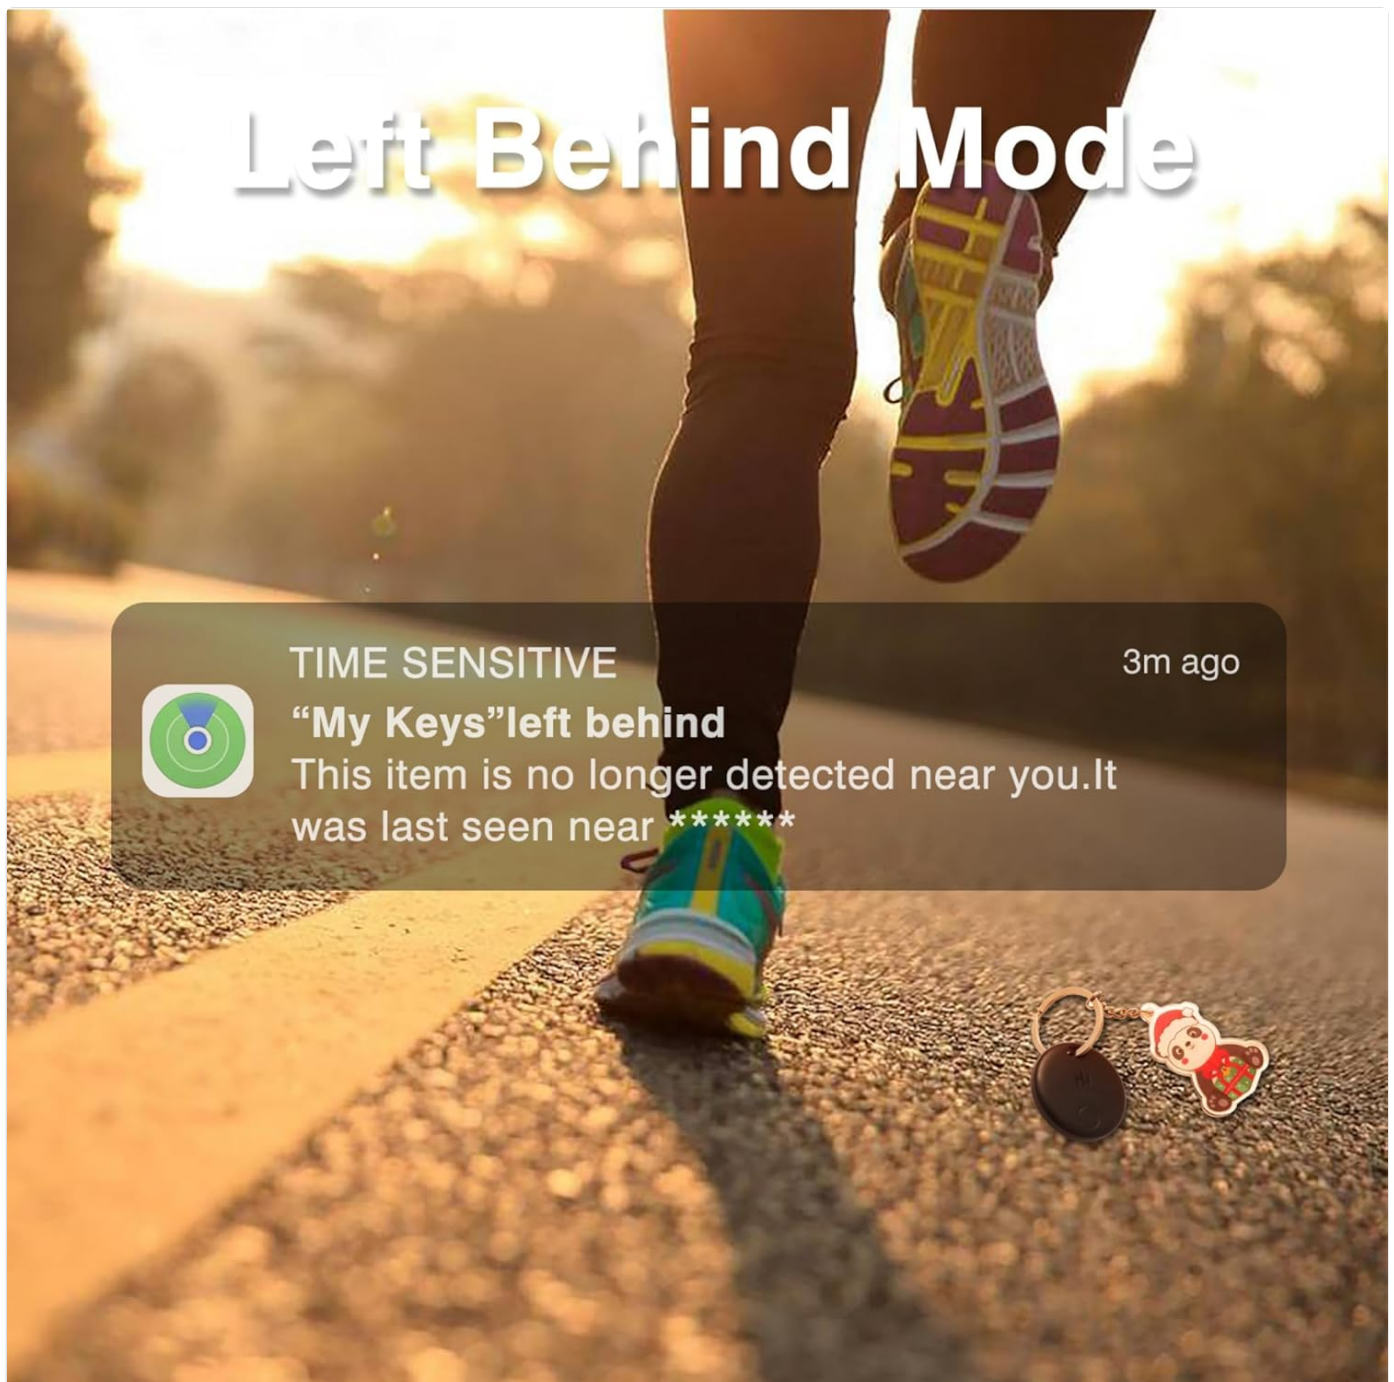 Left Behind Mode
TIME SENSITIVE
3m ago
“My Keys”left behind
This item is no longer detected near you.It
was last seen near ******